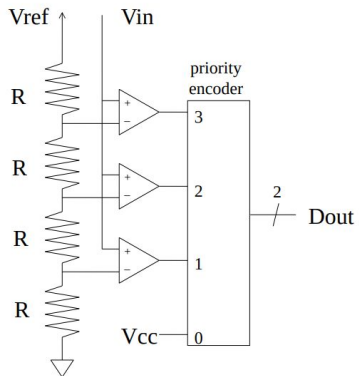 Vref Vin
priority
encoder
R
+
−
3
R
+
−
2
2
Dout
R
+
−
1
R
Vcc
0